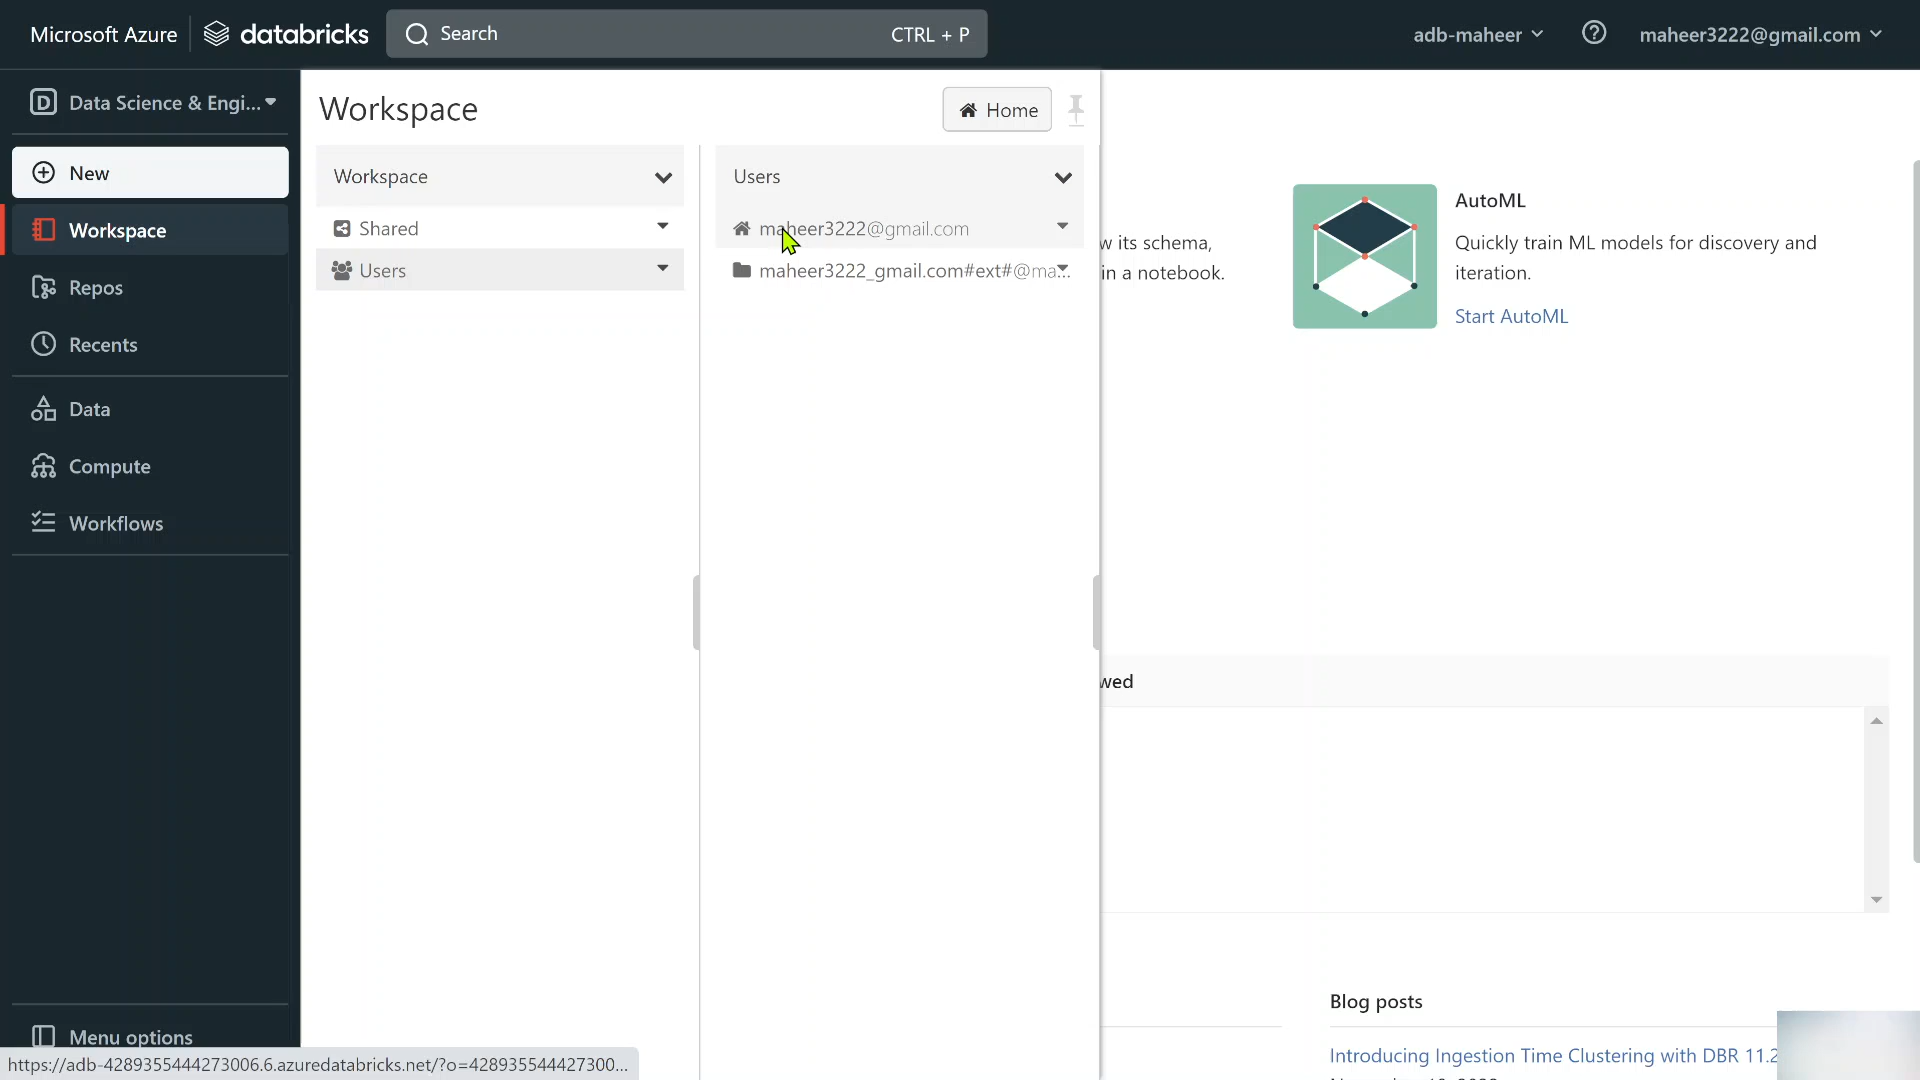 Microsoft Azure databricks Search CTRL + P adb-maheer maheer3222@gmail.com
Data Science & Engi...
New
Workspace
Repos
Recents
Data
Compute
Workflows
Menu options
Workspace
Home
Workspace
Shared
Users
Users
maheer3222@gmail.com
maheer3222_gmail.com#ext#@ma...
w its schema,
in a notebook.
AutoML
Quickly train ML models for discovery and
iteration.
Start AutoML
wed
Blog posts
Introducing Ingestion Time Clustering with DBR 11.2
https://adb-4289355444273006.6.azuredatabricks.net/?o=428935544427300...